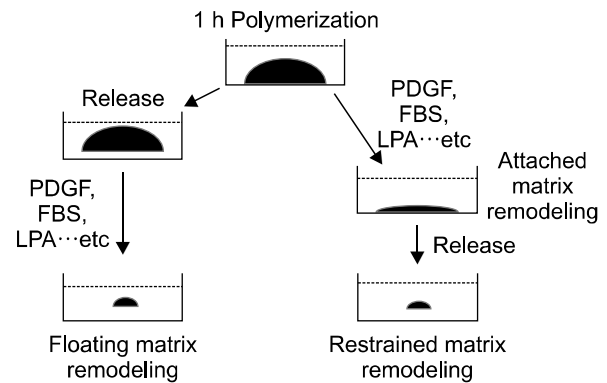 1 h Polymerization
Release
PDGF,
FBS,
LPA···etc
PDGF,
FBS,
LPA···etc
Attached
matrix
remodeling
Release
Floating matrix
remodeling
Restrained matrix
remodeling